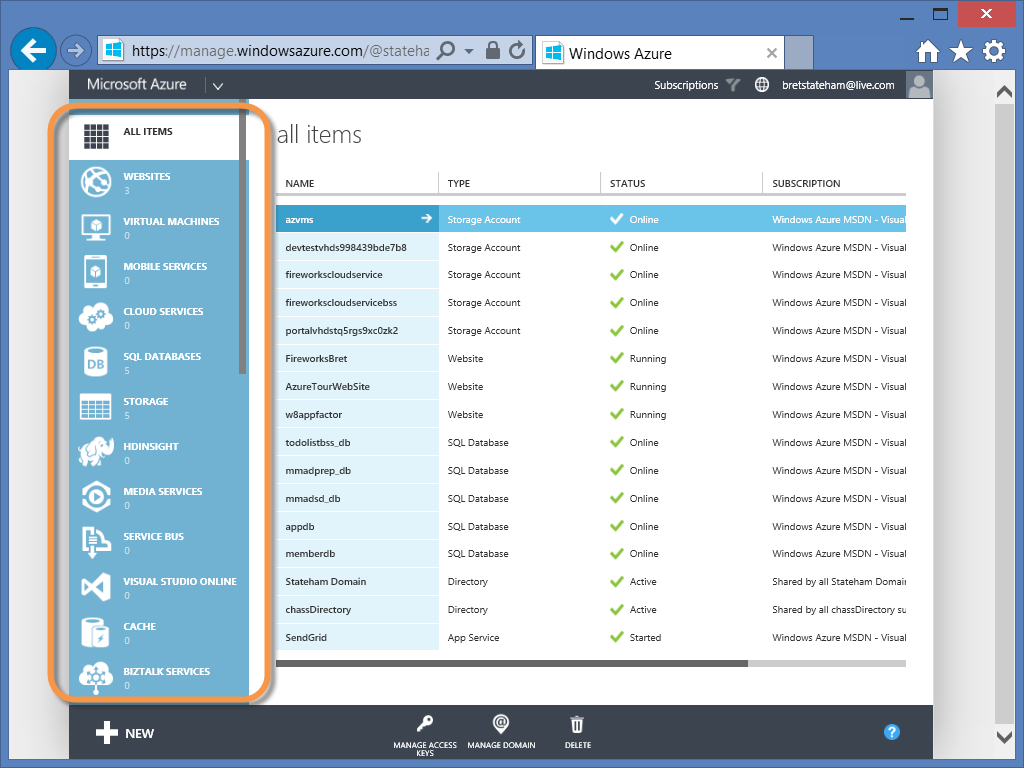 https://manage.windowsazure.com/@stateha
Windows Azure
Microsoft Azure
Subscriptions
bretstateham@live.com
ALL ITEMS
WEBSITES
3
VIRTUAL MACHINES
0
MOBILE SERVICES
0
CLOUD SERVICES
0
DB
SQL DATABASES
5
STORAGE
5
HDINSIGHT
0
MEDIA SERVICES
0
SERVICE BUS
0
VISUAL STUDIO ONLINE
0
CACHE
0
BIZTALK SERVICES
0
all items
NAME TYPE STATUS SUBSCRIPTION
azvms Storage Account Online Windows Azure MSDN - Visual
devtestvhds998439bde7b8 Storage Account Online Windows Azure MSDN - Visual
fireworkscloudservice Storage Account Online Windows Azure MSDN - Visual
fireworkscloudservicebss Storage Account Online Windows Azure MSDN - Visual
portalvhdstq5rgs9xc0zk2 Storage Account Online Windows Azure MSDN - Visual
FireworksBret Website Running Windows Azure MSDN - Visual
AzureTourWebSite Website Running Windows Azure MSDN - Visual
w8appfactor Website Running Windows Azure MSDN - Visual
todolistbss_db SQL Database Online Windows Azure MSDN - Visual
mmadprep_db SQL Database Online Windows Azure MSDN - Visual
mmadsd_db SQL Database Online Windows Azure MSDN - Visual
appdb SQL Database Online Windows Azure MSDN - Visual
memberdb SQL Database Online Windows Azure MSDN - Visual
Stateham Domain Directory Active Shared by all Stateham Domain
chassDirectory Directory Active Shared by all chassDirectory su
SendGrid App Service Started Windows Azure MSDN - Visual
NEW
MANAGE ACCESS
KEYS
MANAGE DOMAIN
DELETE
?